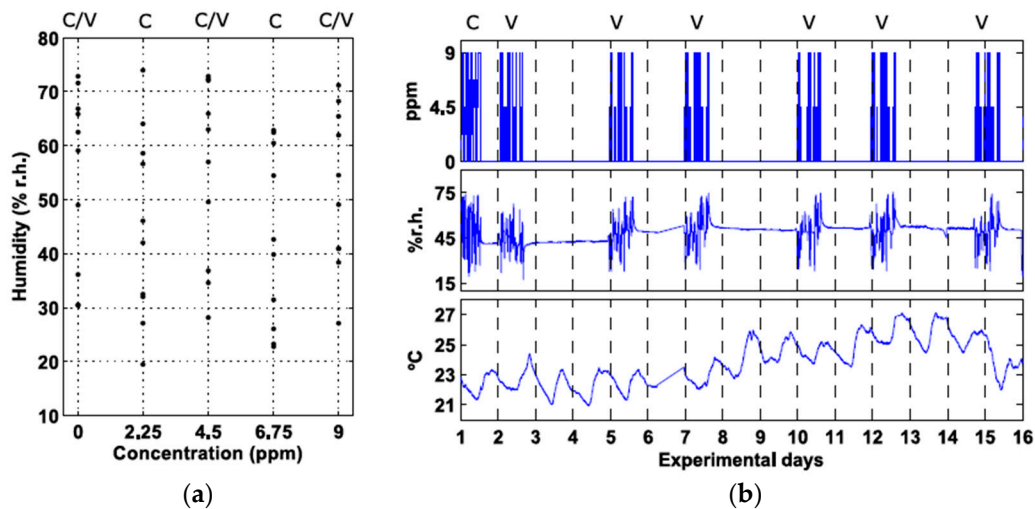 C/V C C/V C C/V
80
70
60
50
40
30
20
10
Humidity (% r.h.)
0 2.25 4.5 6.75 9
Concentration (ppm)
(a)
C V V V V V V
9
4.5
0
ppm
75
45
15
%r.h.
27
25
23
21
ºC
1 2 3 4 5 6 7 8 9 10 11 12 13 14 15 16
Experimental days
(b)